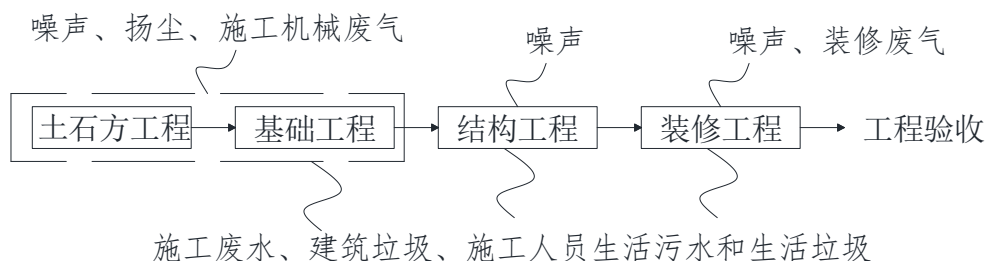 噪声、扬尘、施工机械废气
噪声
噪声、装修废气
土石方工程
基础工程
结构工程
装修工程
工程验收
施工废水、建筑垃圾、施工人员生活污水和生活垃圾